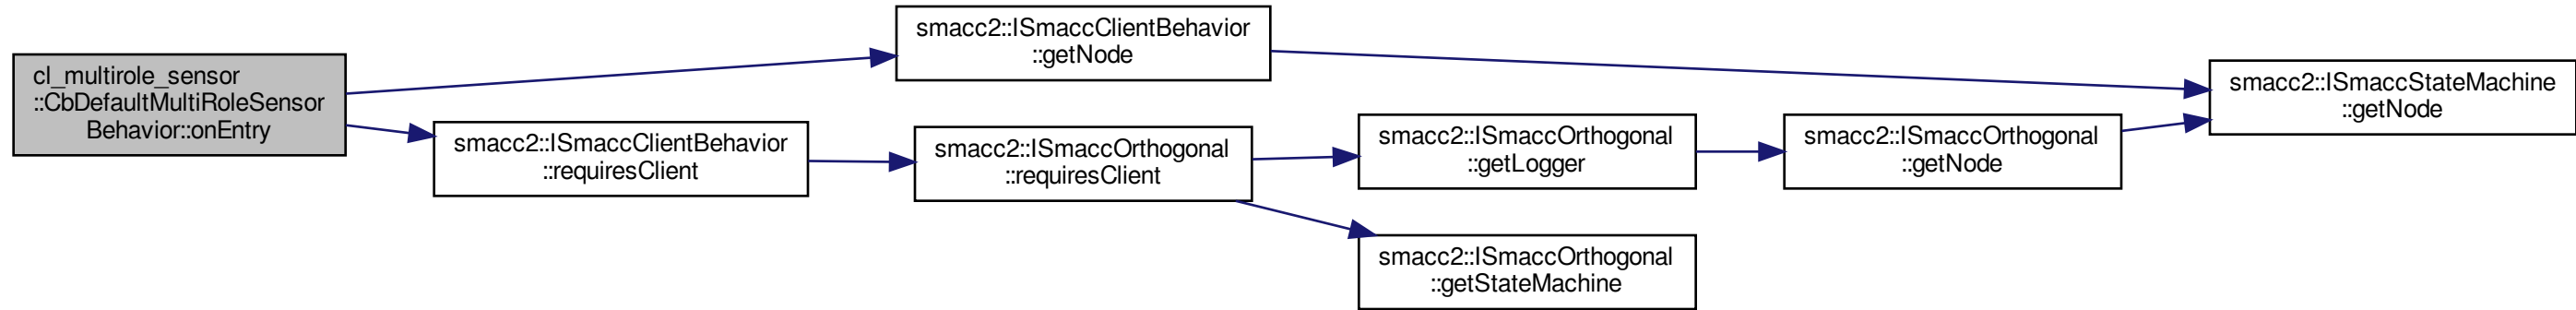 cl_multirole_sensor
::CbDefaultMultiRoleSensor
Behavior::onEntry
smacc2::ISmaccClientBehavior
::getNode
smacc2::ISmaccStateMachine
::getNode
smacc2::ISmaccClientBehavior
::requiresClient
smacc2::ISmaccOrthogonal
::requiresClient
smacc2::ISmaccOrthogonal
::getLogger
smacc2::ISmaccOrthogonal
::getNode
smacc2::ISmaccOrthogonal
::getStateMachine